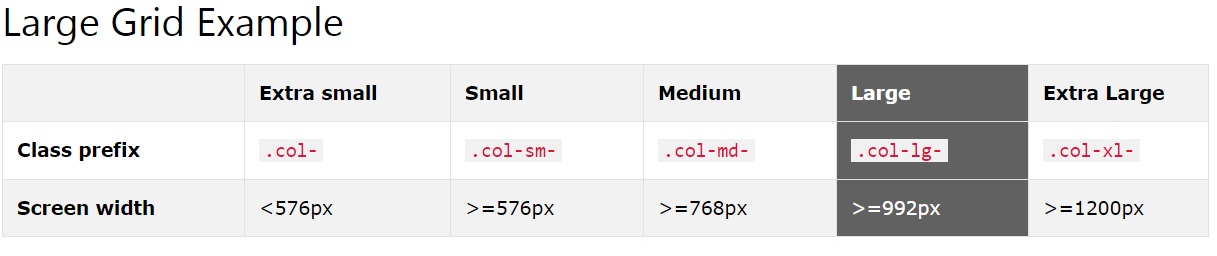 Large Grid Example
Extra small Small Medium Large Extra Large
Class prefix .col- .col-sm- .col-md- .col-lg- .col-xl-
Screen width <576px >=576px >=768px >=992px >=1200px